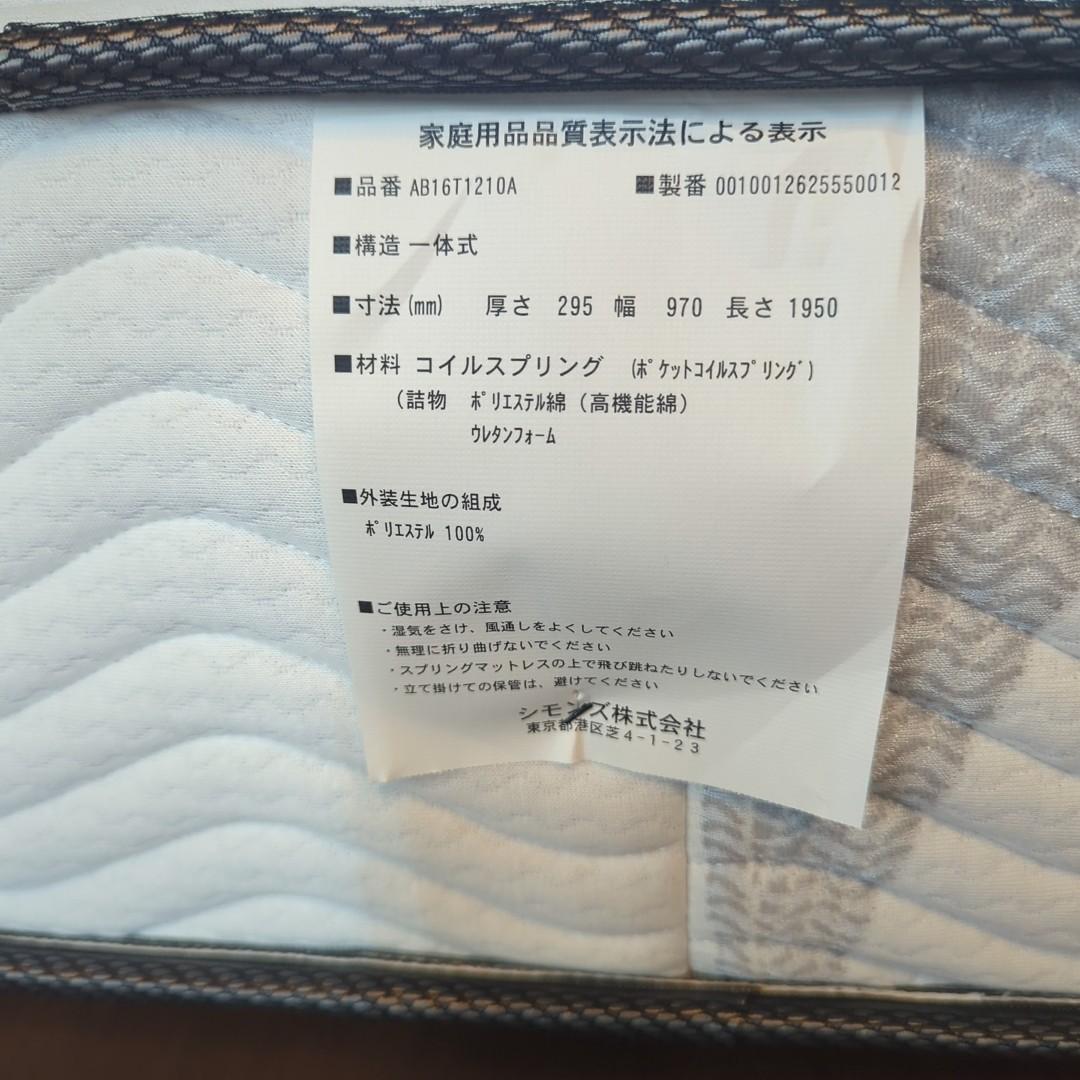 家庭用品品質表示法による表示
■品番 AB16T1210A ■製番 0010012625550012
■構造 一体式
■寸法(mm) 厚さ 295 幅 970 長さ 1950
■材料 コイルスプリング (ﾎﾟｹｯﾄｺｲﾙｽﾌﾟﾘﾝｸﾞ)
(詰物 ﾎﾟﾘｴｽﾃﾙ綿(高機能綿)
ｳﾚﾀﾝﾌｫｰﾑ
■外装生地の組成
ﾎﾟﾘｴｽﾃﾙ 100%
■ご使用上の注意
・湿気をさけ、風通しをよくしてください
・無理に折り曲げないでください
・スプリングマットレスの上で飛び跳ねたりしないでください
・立て掛けての保管は、避けてください
シモンズ株式会社
東京都港区芝4-1-23